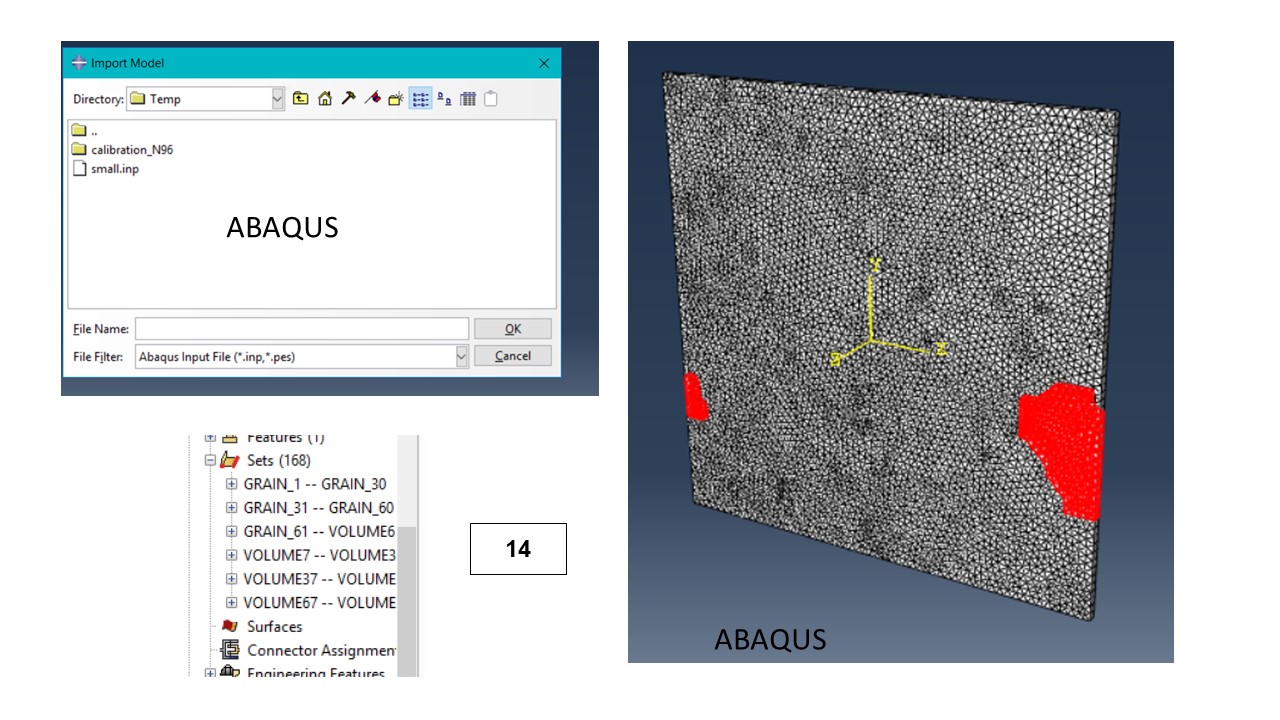 Import Model
Directory: Temp
..
calibration_N96
small.inp
ABAQUS
File Name:
OK
File Filter: Abaqus Input File (*.inp,*.pes)
Cancel
Features (1)
Sets (168)
GRAIN_1 -- GRAIN_30
GRAIN_31 -- GRAIN_60
GRAIN_61 -- VOLUME6
VOLUME7 -- VOLUME3
VOLUME37 -- VOLUME
VOLUME67 -- VOLUME
Surfaces
Connector Assignmen
Engineering Features
14
Y
X
ABAQUS